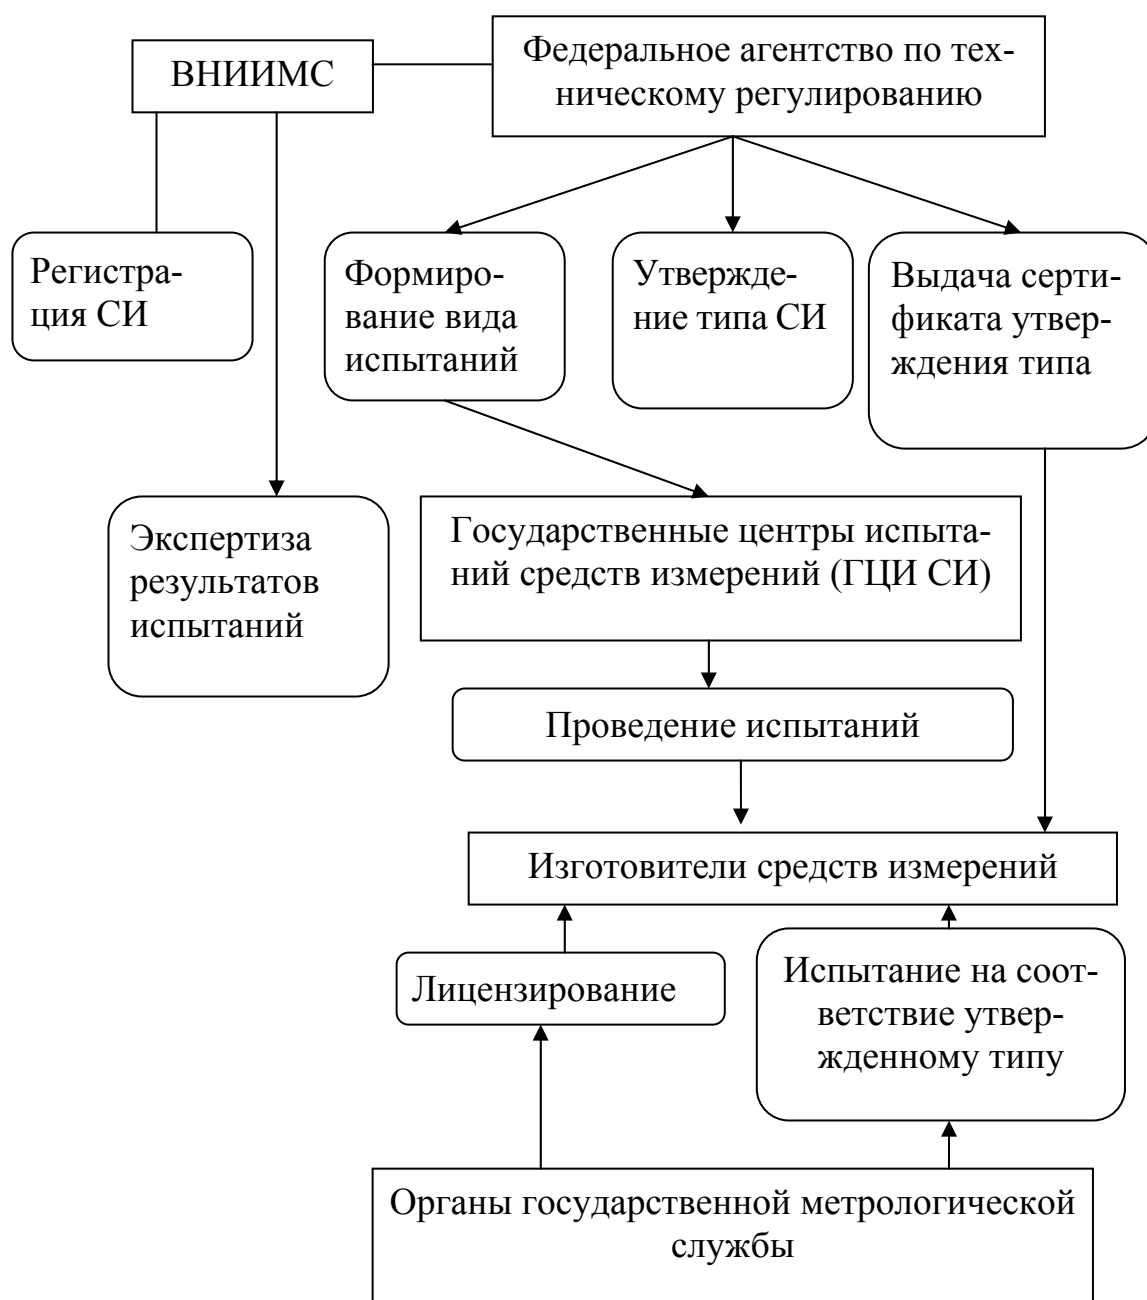 ВНИИМС
Федеральное агентство по тех-
ническому регулированию
Регистра-
ция СИ
Формиро-
вание вида
испытаний
Утвержде-
ние типа СИ
Выдача серти-
фиката утвер-
ждения типа
Экспертиза
результатов
испытаний
Государственные центры испыта-
ний средств измерений (ГЦИ СИ)
Проведение испытаний
Изготовители средств измерений
Лицензирование
Испытание на соот-
ветствие утвер-
жденному типу
Органы государственной метрологической
службы